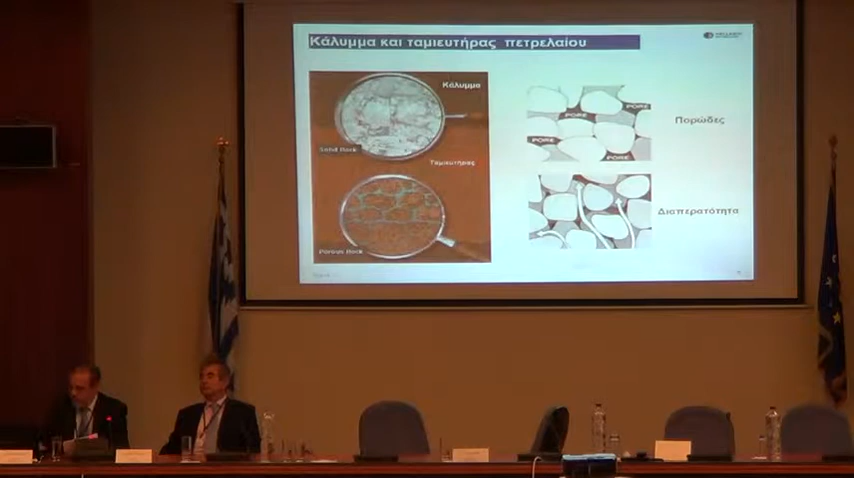 Κάλυμμα και ταμιευτήρας πετρελαίου
Κάλυμμα
Solid Rock
Ταμιευτήρας
Porous Rock
PORE
PORE
PORE
PORE
Πορώδες
Διαπερατότητα